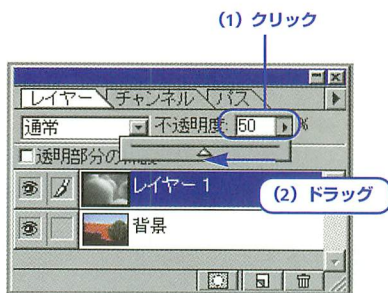 (1) クリック
レイヤー チャンネル パス
通常 不透明度: 50 %
透明部分の
レイヤー 1
(2) ドラッグ
背景